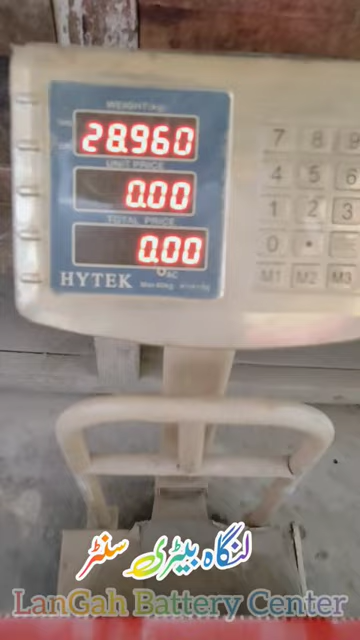 WEIGHT(kg)
28.960
UNIT PRICE
0.00
TOTAL PRICE
0.00
HYTEK
7 8 9
4 5 6
1 2 3
0 •
M1 M2 M3
لنگاہ بیٹری سنٹر
LanGah Battery Center